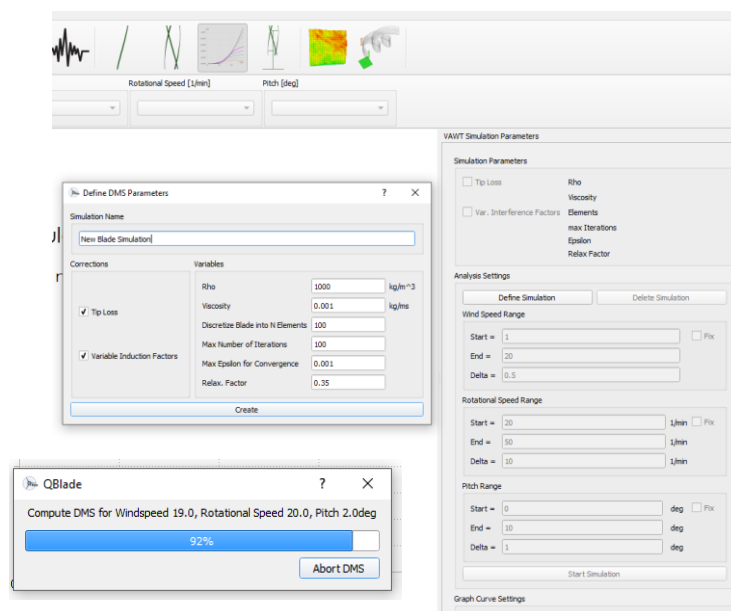 Rotational Speed [1/min] Pitch [deg]
VAWT Simulation Parameters
Simulation Parameters
Tip Loss Rho
Viscosity
Var. Interference Factors Elements
max Iterations
Epsilon
Relax Factor
Define DMS Parameters ? ×
Simulation Name
New Blade Simulation
Corrections Variables
Rho 1000 kg/m^3
Tip Loss Viscosity 0.001 kg/ms
Discretize Blade into N Elements 100
Max Number of Iterations 100
Variable Induction Factors Max Epsilon for Convergence 0.001
Relax. Factor 0.35
Create
Analysis Settings
Define Simulation Delete Simulation
Wind Speed Range
Start = 1 Fix
End = 20
Delta = 0.5
Rotational Speed Range
Start = 20 1/min Fix
End = 50 1/min
Delta = 10 1/min
Pitch Range
Start = 0 deg Fix
End = 10 deg
Delta = 1 deg
Start Simulation
Graph Curve Settings
QBlade ? ×
Compute DMS for Windspeed 19.0, Rotational Speed 20.0, Pitch 2.0deg
92%
Abort DMS